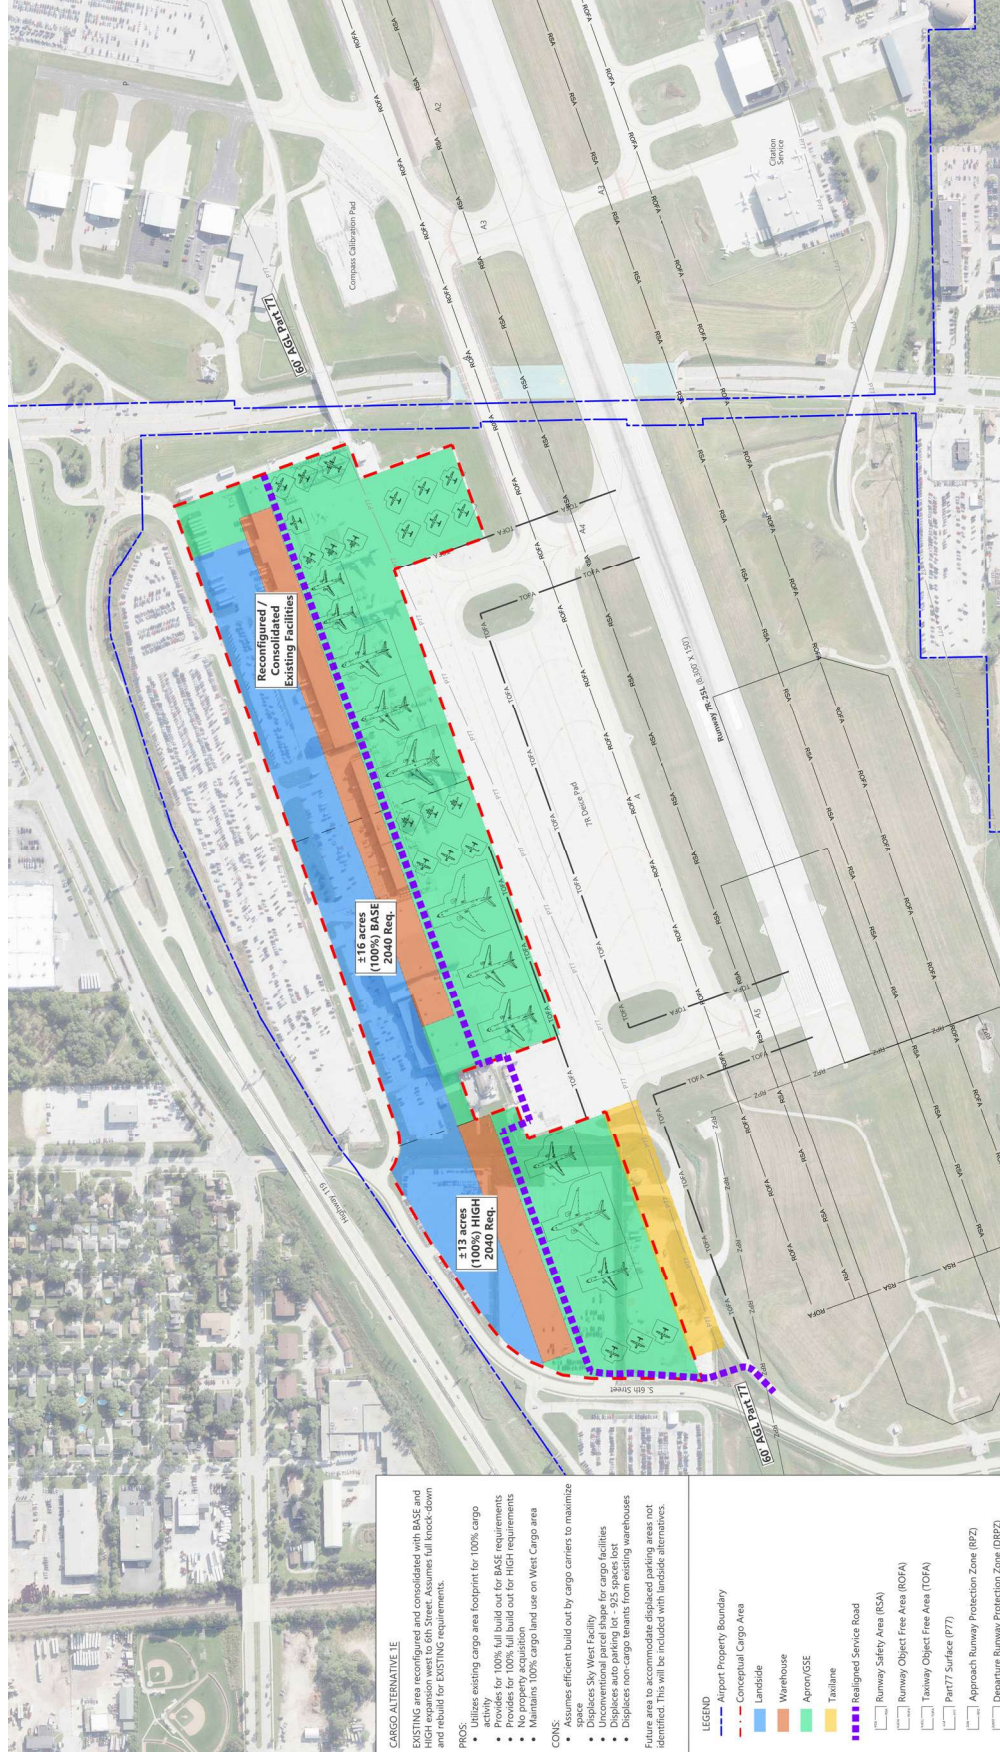 CARGO ALTERNATIVE 1E
EXISTING area reconfigured and consolidated with BASE and
HIGH expansion west to 6th Street. Assumes full knock-down
and rebuild for EXISTING requirements.
PROS:
• Utilizes existing cargo area footprint for 100% cargo
activity
• Provides for 100% full build out for BASE requirements
• Provides for 100% full build out for HIGH requirements
• No property acquisition
• Maintains 100% cargo land use on West Cargo area
CONS:
• Assumes efficient build out by cargo carriers to maximize
space
• Displaces Sky West Facility
• Unconventional parcel shape for cargo facilities
• Displaces auto parking lot - 925 spaces lost
• Displaces non-cargo tenants from existing warehouses
Future area to accommodate displaced parking areas not
identified. This will be included with landside alternatives.
LEGEND
Airport Property Boundary
Conceptual Cargo Area
Landside
Warehouse
Apron/GSE
Taxilane
Realigned Service Road
Runway Safety Area (RSA)
Runway Object Free Area (ROFA)
Taxiway Object Free Area (TOFA)
Part77 Surface (P77)
Approach Runway Protection Zone (RPZ)
Departure Runway Protection Zone (DRPZ)
Highway 119
S. 6th Street
60' AGL Part 77
±13 acres
(100%) HIGH
2040 Req.
±16 acres
(100%) BASE
2040 Req.
Reconfigured /
Consolidated
Existing Facilities
60' AGL Part 77
Compass Calibration Pad
Citation
Service
7R Deice Pad
Runway 7R-25L (8,300' X 150')
A
A2
A3
A3
A4
A5
P
P77
RSA
ROFA
TOFA
RPZ